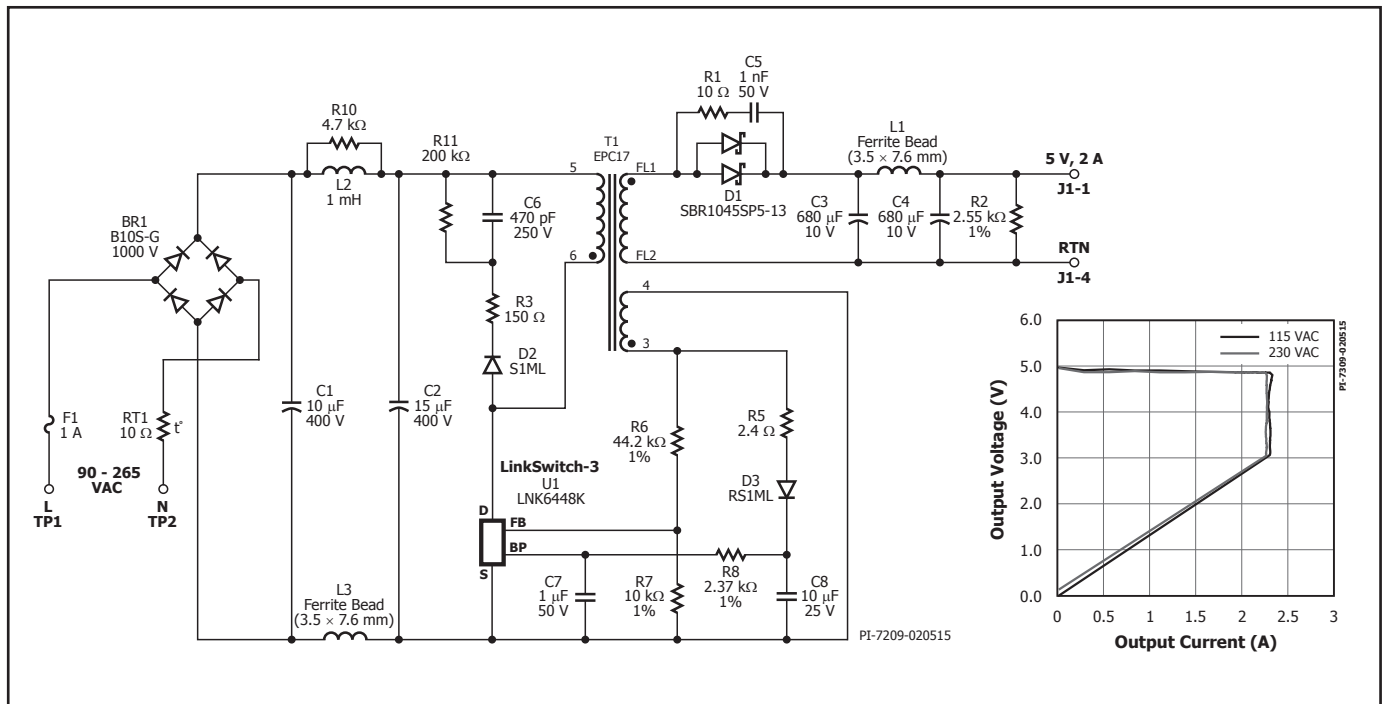 R10
4.7 kΩ
L2
1 mH
R11
200 kΩ
C6
470 pF
250 V
BR1
B10S-G
1000 V
R3
150 Ω
D2
S1ML
C1
10 μF
400 V
C2
15 μF
400 V
F1
1 A
RT1
10 Ω
t°
90 - 265
VAC
L
TP1
N
TP2
L3
Ferrite Bead
(3.5 × 7.6 mm)
LinkSwitch-3
U1
LNK6448K
D
FB
BP
S
T1
EPC17
5
6
FL1
FL2
4
3
R1
10 Ω
C5
1 nF
50 V
D1
SBR1045SP5-13
L1
Ferrite Bead
(3.5 × 7.6 mm)
C3
680 μF
10 V
C4
680 μF
10 V
R2
2.55 kΩ
1%
5 V, 2 A
J1-1
RTN
J1-4
R6
44.2 kΩ
1%
R5
2.4 Ω
D3
RS1ML
C7
1 μF
50 V
R7
10 kΩ
1%
R8
2.37 kΩ
1%
C8
10 μF
25 V
PI-7209-020515
Output Voltage (V)
6.0
5.0
4.0
3.0
2.0
1.0
0.0
115 VAC
230 VAC
PI-7309-020515
0 0.5 1 1.5 2 2.5 3
Output Current (A)